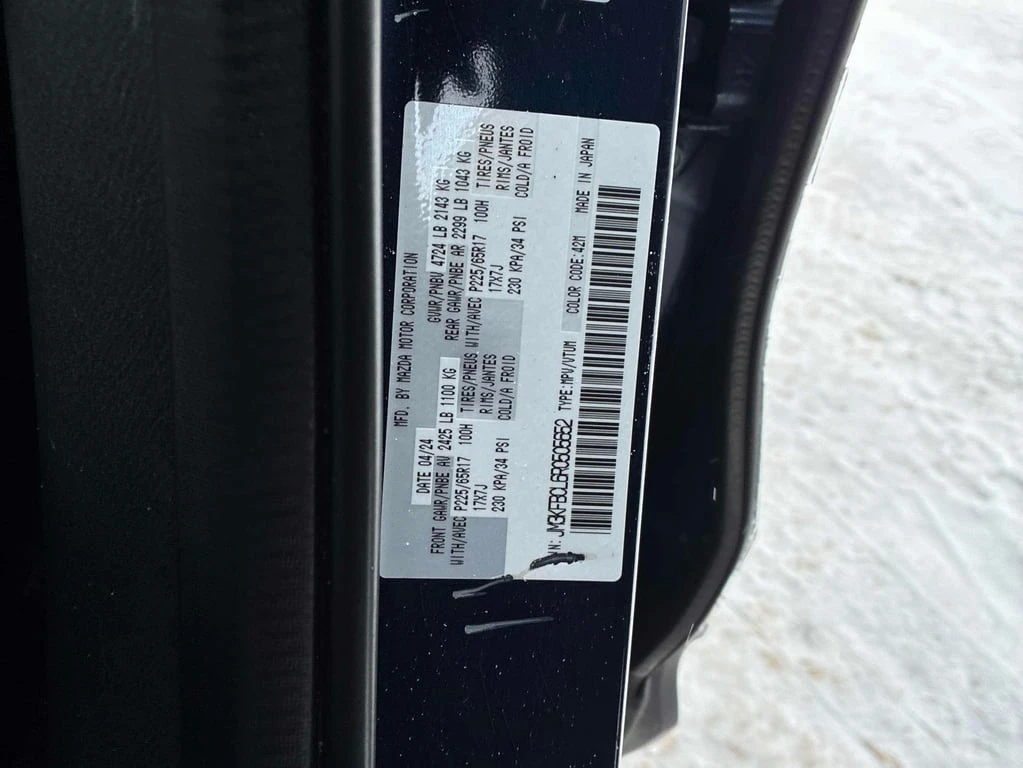 MFD. BY MAZDA MOTOR CORPORATION
DATE 04/24 GVWR/PNBV 4724 LB 2143 KG
FRONT GAWR/PNBE AV 2425 LB 1100 KG REAR GAWR/PNBE AR 2299 LB 1043 KG
WITH/AVEC P225/65R17 100H TIRES/PNEUS WITH/AVEC P225/65R17 100H TIRES/PNEUS
17X7J RIMS/JANTES 17X7J RIMS/JANTES
230 KPA/34 PSI COLD/A FROID 230 KPA/34 PSI COLD/A FROID
TYPE:MPV/VTUM COLOR CODE:42M MADE IN JAPAN